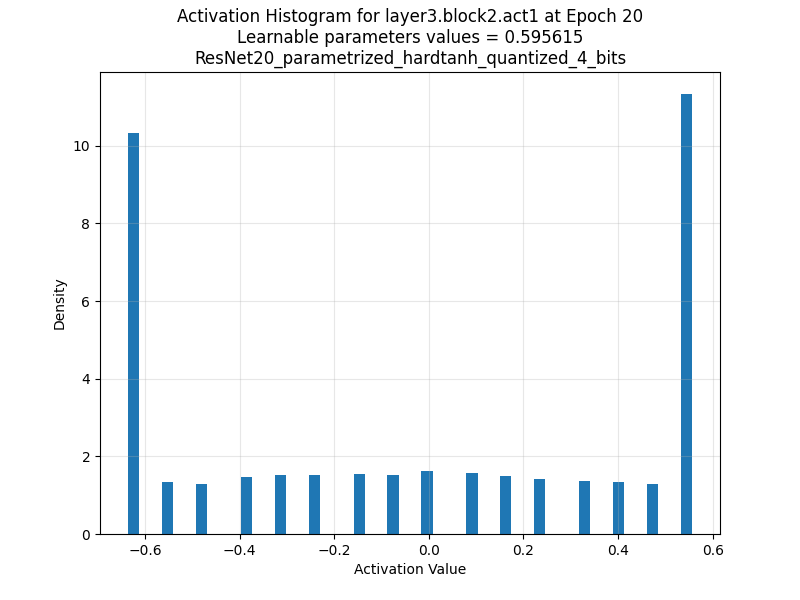 Activation Histogram for layer3.block2.act1 at Epoch 20
Learnable parameters values = 0.595615
ResNet20_parametrized_hardtanh_quantized_4_bits
10
8
6
4
2
0
Density
−0.6 −0.4 −0.2 0.0 0.2 0.4 0.6
Activation Value